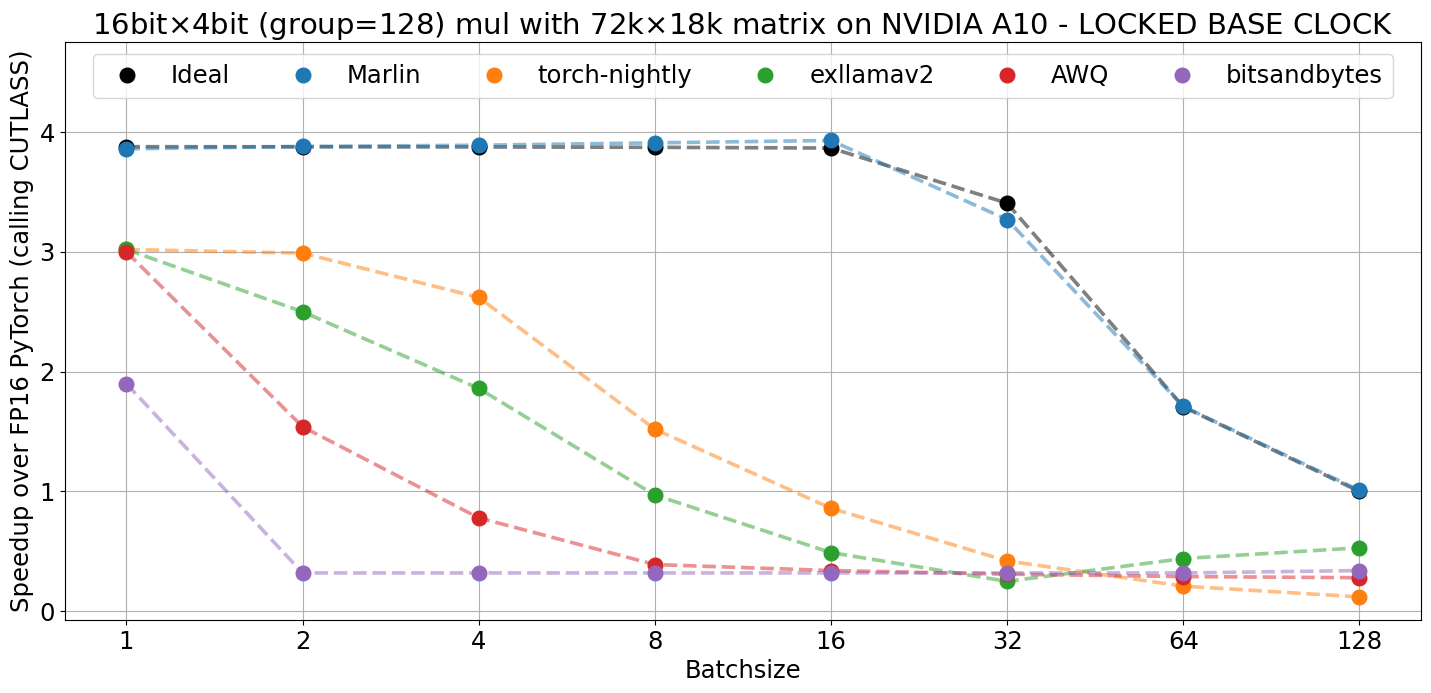 16bit×4bit (group=128) mul with 72k×18k matrix on NVIDIA A10 - LOCKED BASE CLOCK
Ideal Marlin torch-nightly exllamav2 AWQ bitsandbytes
Speedup over FP16 PyTorch (calling CUTLASS)
4
3
2
1
0
1 2 4 8 16 32 64 128
Batchsize